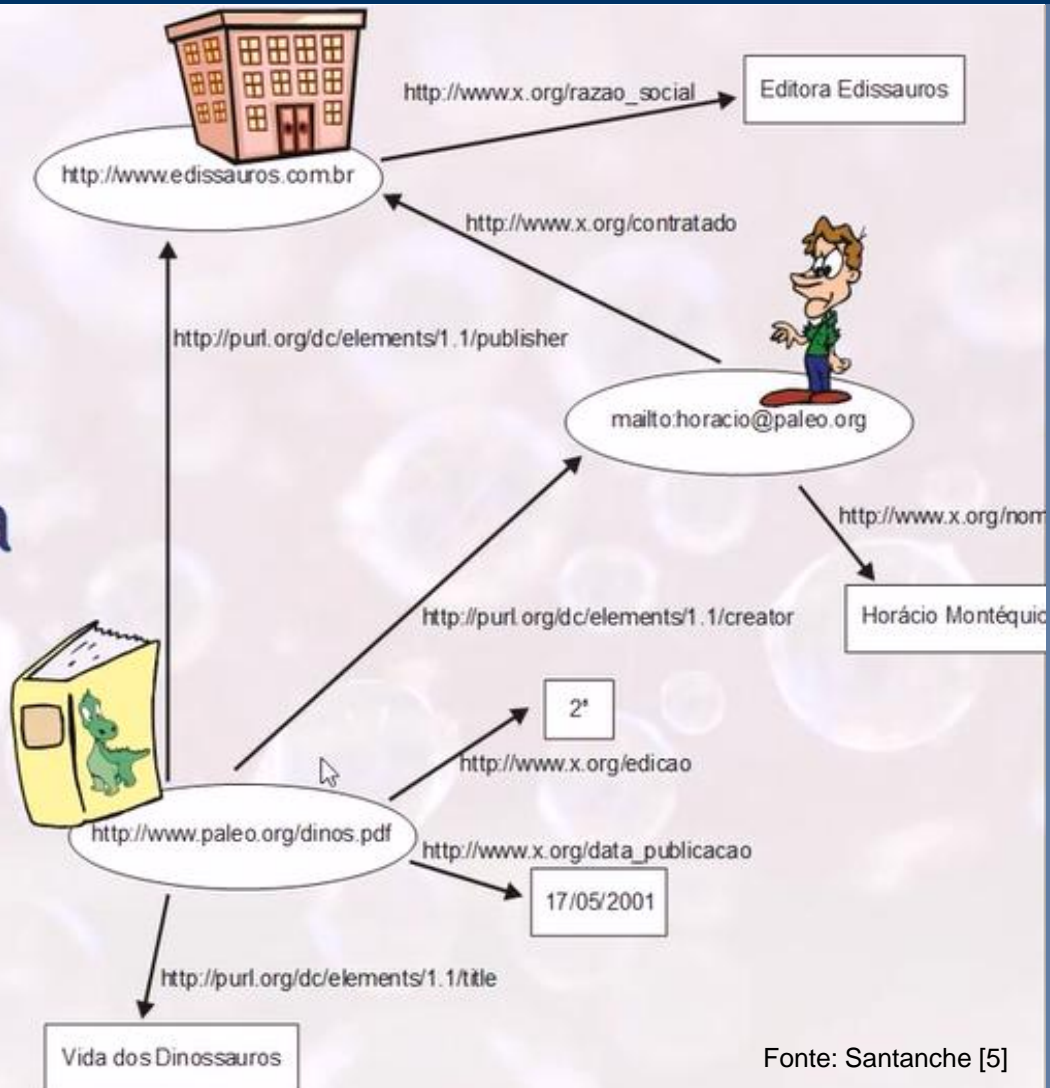 http://www.x.org/razao_social
Editora Edissauros
http://www.edissauros.com.br
http://www.x.org/contratado
http://purl.org/dc/elements/1.1/publisher
mailto:horacio@paleo.org
http://www.x.org/nom
http://purl.org/dc/elements/1.1/creator
Horácio Montéquio
2ª
http://www.x.org/edicao
http://www.paleo.org/dinos.pdf
http://www.x.org/data_publicacao
17/05/2001
http://purl.org/dc/elements/1.1/title
Vida dos Dinossauros
Fonte: Santanche [5]